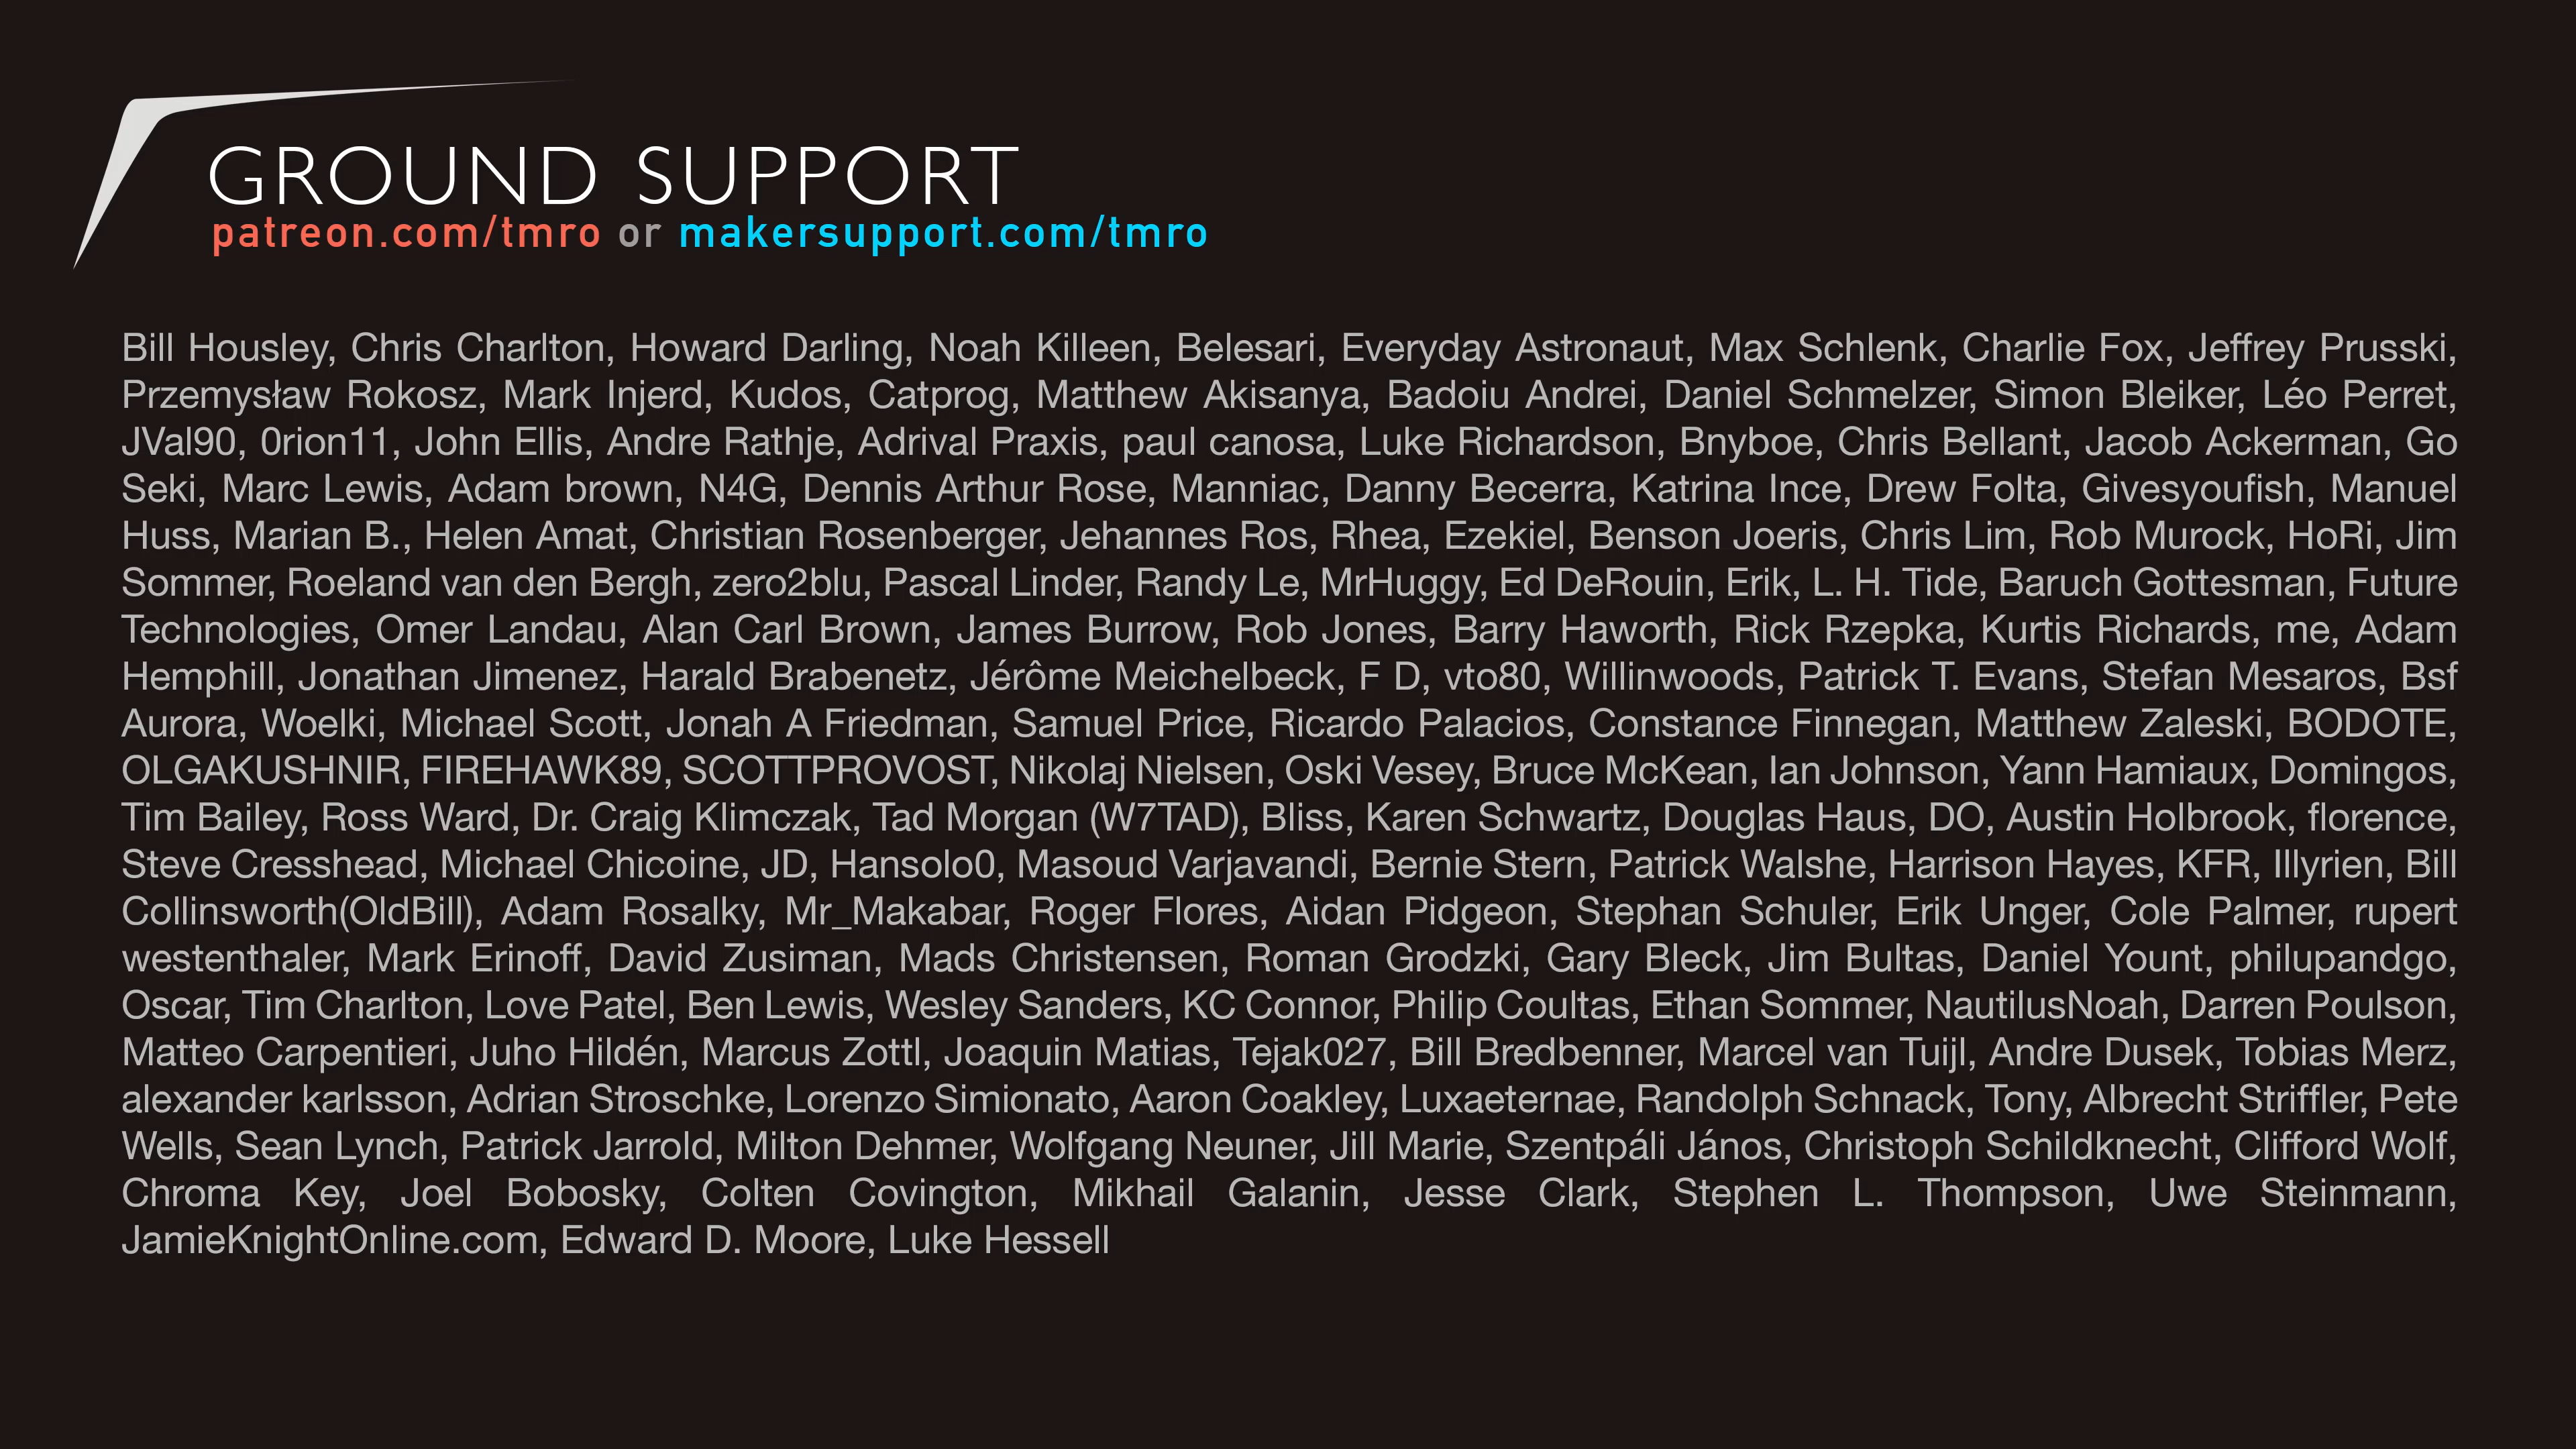 GROUND SUPPORT
patreon.com/tmro or makersupport.com/tmro
Bill Housley, Chris Charlton, Howard Darling, Noah Killeen, Belesari, Everyday Astronaut, Max Schlenk, Charlie Fox, Jeffrey Prusski,
Przemysław Rokosz, Mark Injerd, Kudos, Catprog, Matthew Akisanya, Badoiu Andrei, Daniel Schmelzer, Simon Bleiker, Léo Perret,
JVal90, 0rion11, John Ellis, Andre Rathje, Adrival Praxis, paul canosa, Luke Richardson, Bnyboe, Chris Bellant, Jacob Ackerman, Go
Seki, Marc Lewis, Adam brown, N4G, Dennis Arthur Rose, Manniac, Danny Becerra, Katrina Ince, Drew Folta, Givesyoufish, Manuel
Huss, Marian B., Helen Amat, Christian Rosenberger, Jehannes Ros, Rhea, Ezekiel, Benson Joeris, Chris Lim, Rob Murock, HoRi, Jim
Sommer, Roeland van den Bergh, zero2blu, Pascal Linder, Randy Le, MrHuggy, Ed DeRouin, Erik, L. H. Tide, Baruch Gottesman, Future
Technologies, Omer Landau, Alan Carl Brown, James Burrow, Rob Jones, Barry Haworth, Rick Rzepka, Kurtis Richards, me, Adam
Hemphill, Jonathan Jimenez, Harald Brabenetz, Jérôme Meichelbeck, F D, vto80, Willinwoods, Patrick T. Evans, Stefan Mesaros, Bsf
Aurora, Woelki, Michael Scott, Jonah A Friedman, Samuel Price, Ricardo Palacios, Constance Finnegan, Matthew Zaleski, BODOTE,
OLGAKUSHNIR, FIREHAWK89, SCOTTPROVOST, Nikolaj Nielsen, Oski Vesey, Bruce McKean, Ian Johnson, Yann Hamiaux, Domingos,
Tim Bailey, Ross Ward, Dr. Craig Klimczak, Tad Morgan (W7TAD), Bliss, Karen Schwartz, Douglas Haus, DO, Austin Holbrook, florence,
Steve Cresshead, Michael Chicoine, JD, Hansolo0, Masoud Varjavandi, Bernie Stern, Patrick Walshe, Harrison Hayes, KFR, Illyrien, Bill
Collinsworth(OldBill), Adam Rosalky, Mr_Makabar, Roger Flores, Aidan Pidgeon, Stephan Schuler, Erik Unger, Cole Palmer, rupert
westenthaler, Mark Erinoff, David Zusiman, Mads Christensen, Roman Grodzki, Gary Bleck, Jim Bultas, Daniel Yount, philupandgo,
Oscar, Tim Charlton, Love Patel, Ben Lewis, Wesley Sanders, KC Connor, Philip Coultas, Ethan Sommer, NautilusNoah, Darren Poulson,
Matteo Carpentieri, Juho Hildén, Marcus Zottl, Joaquin Matias, Tejak027, Bill Bredbenner, Marcel van Tuijl, Andre Dusek, Tobias Merz,
alexander karlsson, Adrian Stroschke, Lorenzo Simionato, Aaron Coakley, Luxaeternae, Randolph Schnack, Tony, Albrecht Striffler, Pete
Wells, Sean Lynch, Patrick Jarrold, Milton Dehmer, Wolfgang Neuner, Jill Marie, Szentpáli János, Christoph Schildknecht, Clifford Wolf,
Chroma Key, Joel Bobosky, Colten Covington, Mikhail Galanin, Jesse Clark, Stephen L. Thompson, Uwe Steinmann,
JamieKnightOnline.com, Edward D. Moore, Luke Hessell